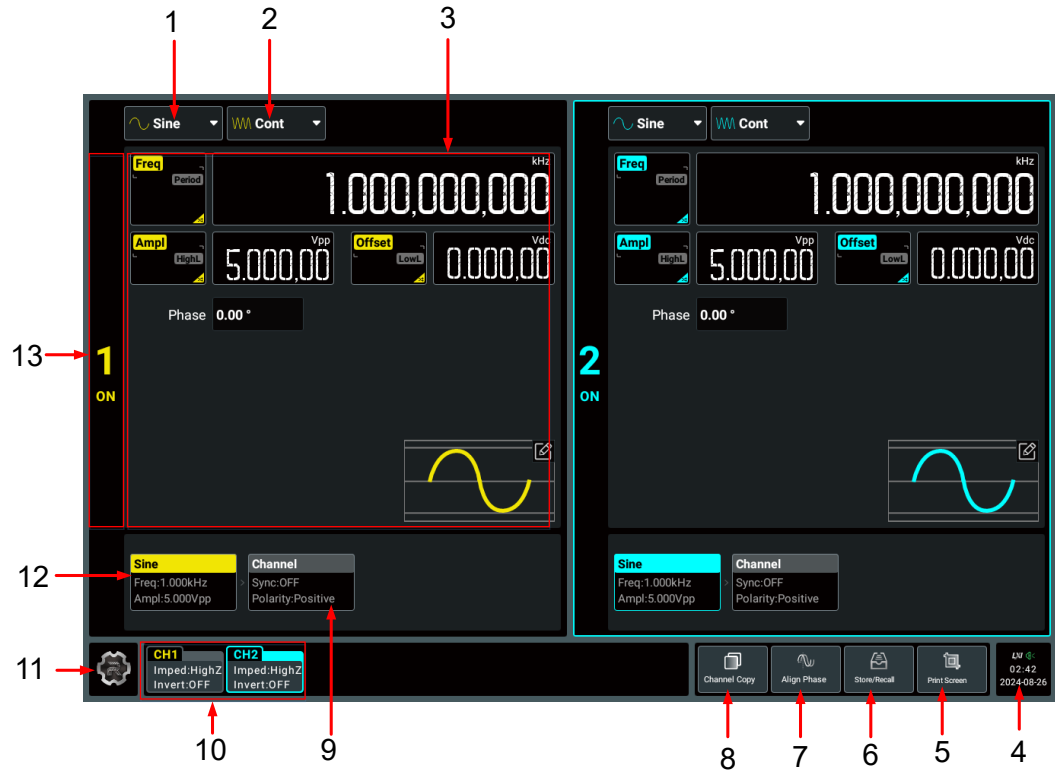 1 2 3
Sine Cont Sine Cont
Freq kHz Freq kHz
Period Period
1.000,000,000 1.000,000,000
Ampl Vpp Offset Vdc Ampl Vpp Offset Vdc
HighL LowL HighL LowL
5.000,00 0.000,00 5.000,00 0.000,00
Phase 0.00 ° Phase 0.00 °
13 1 2
ON ON
Sine Channel Sine Channel
12 Freq:1.000kHz > Sync:OFF Freq:1.000kHz > Sync:OFF
Ampl:5.000Vpp Polarity:Positive Ampl:5.000Vpp Polarity:Positive
CH1 CH2 LXI
11 Imped:HighZ Imped:HighZ 02:42
Invert:OFF Invert:OFF Channel Copy Align Phase Store/Recall Print Screen 2024-08-26
10 9 8 7 6 5 4